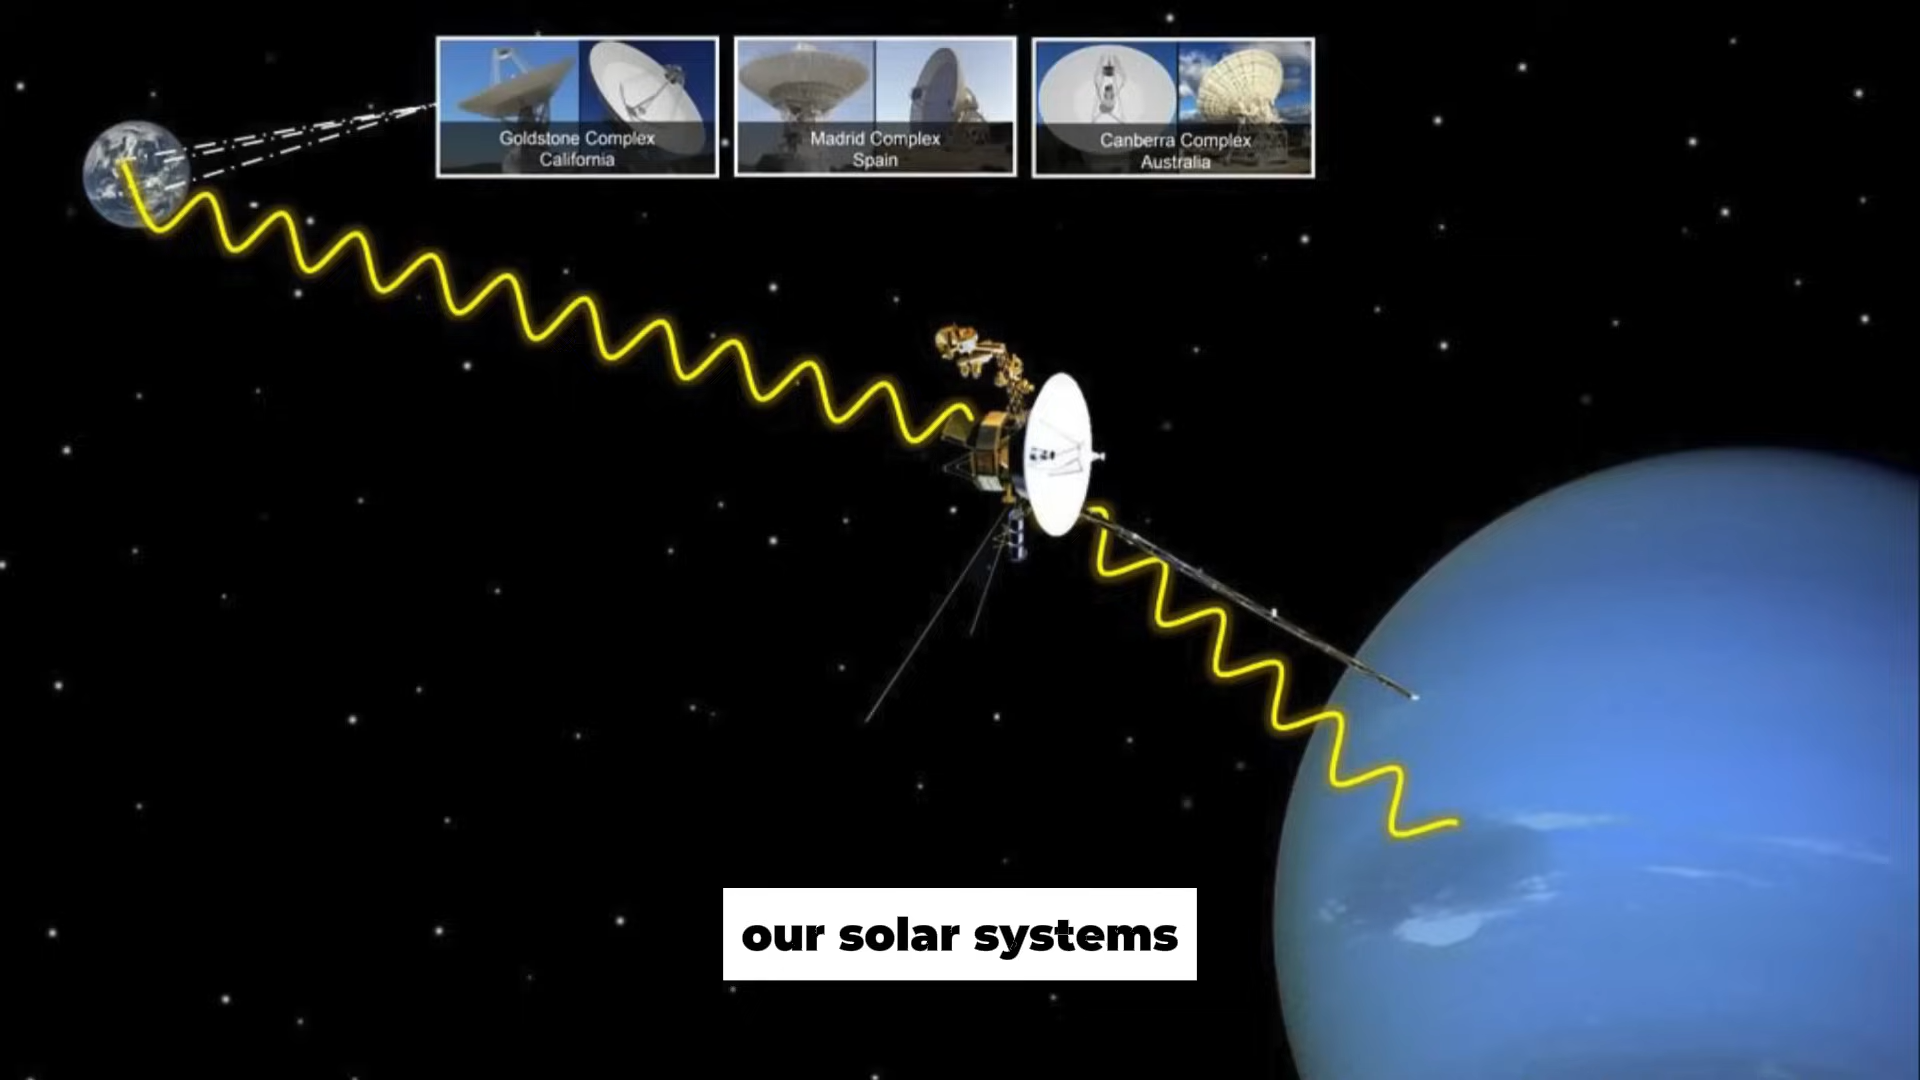 Goldstone Complex
California
Madrid Complex
Spain
Canberra Complex
Australia
our solar systems